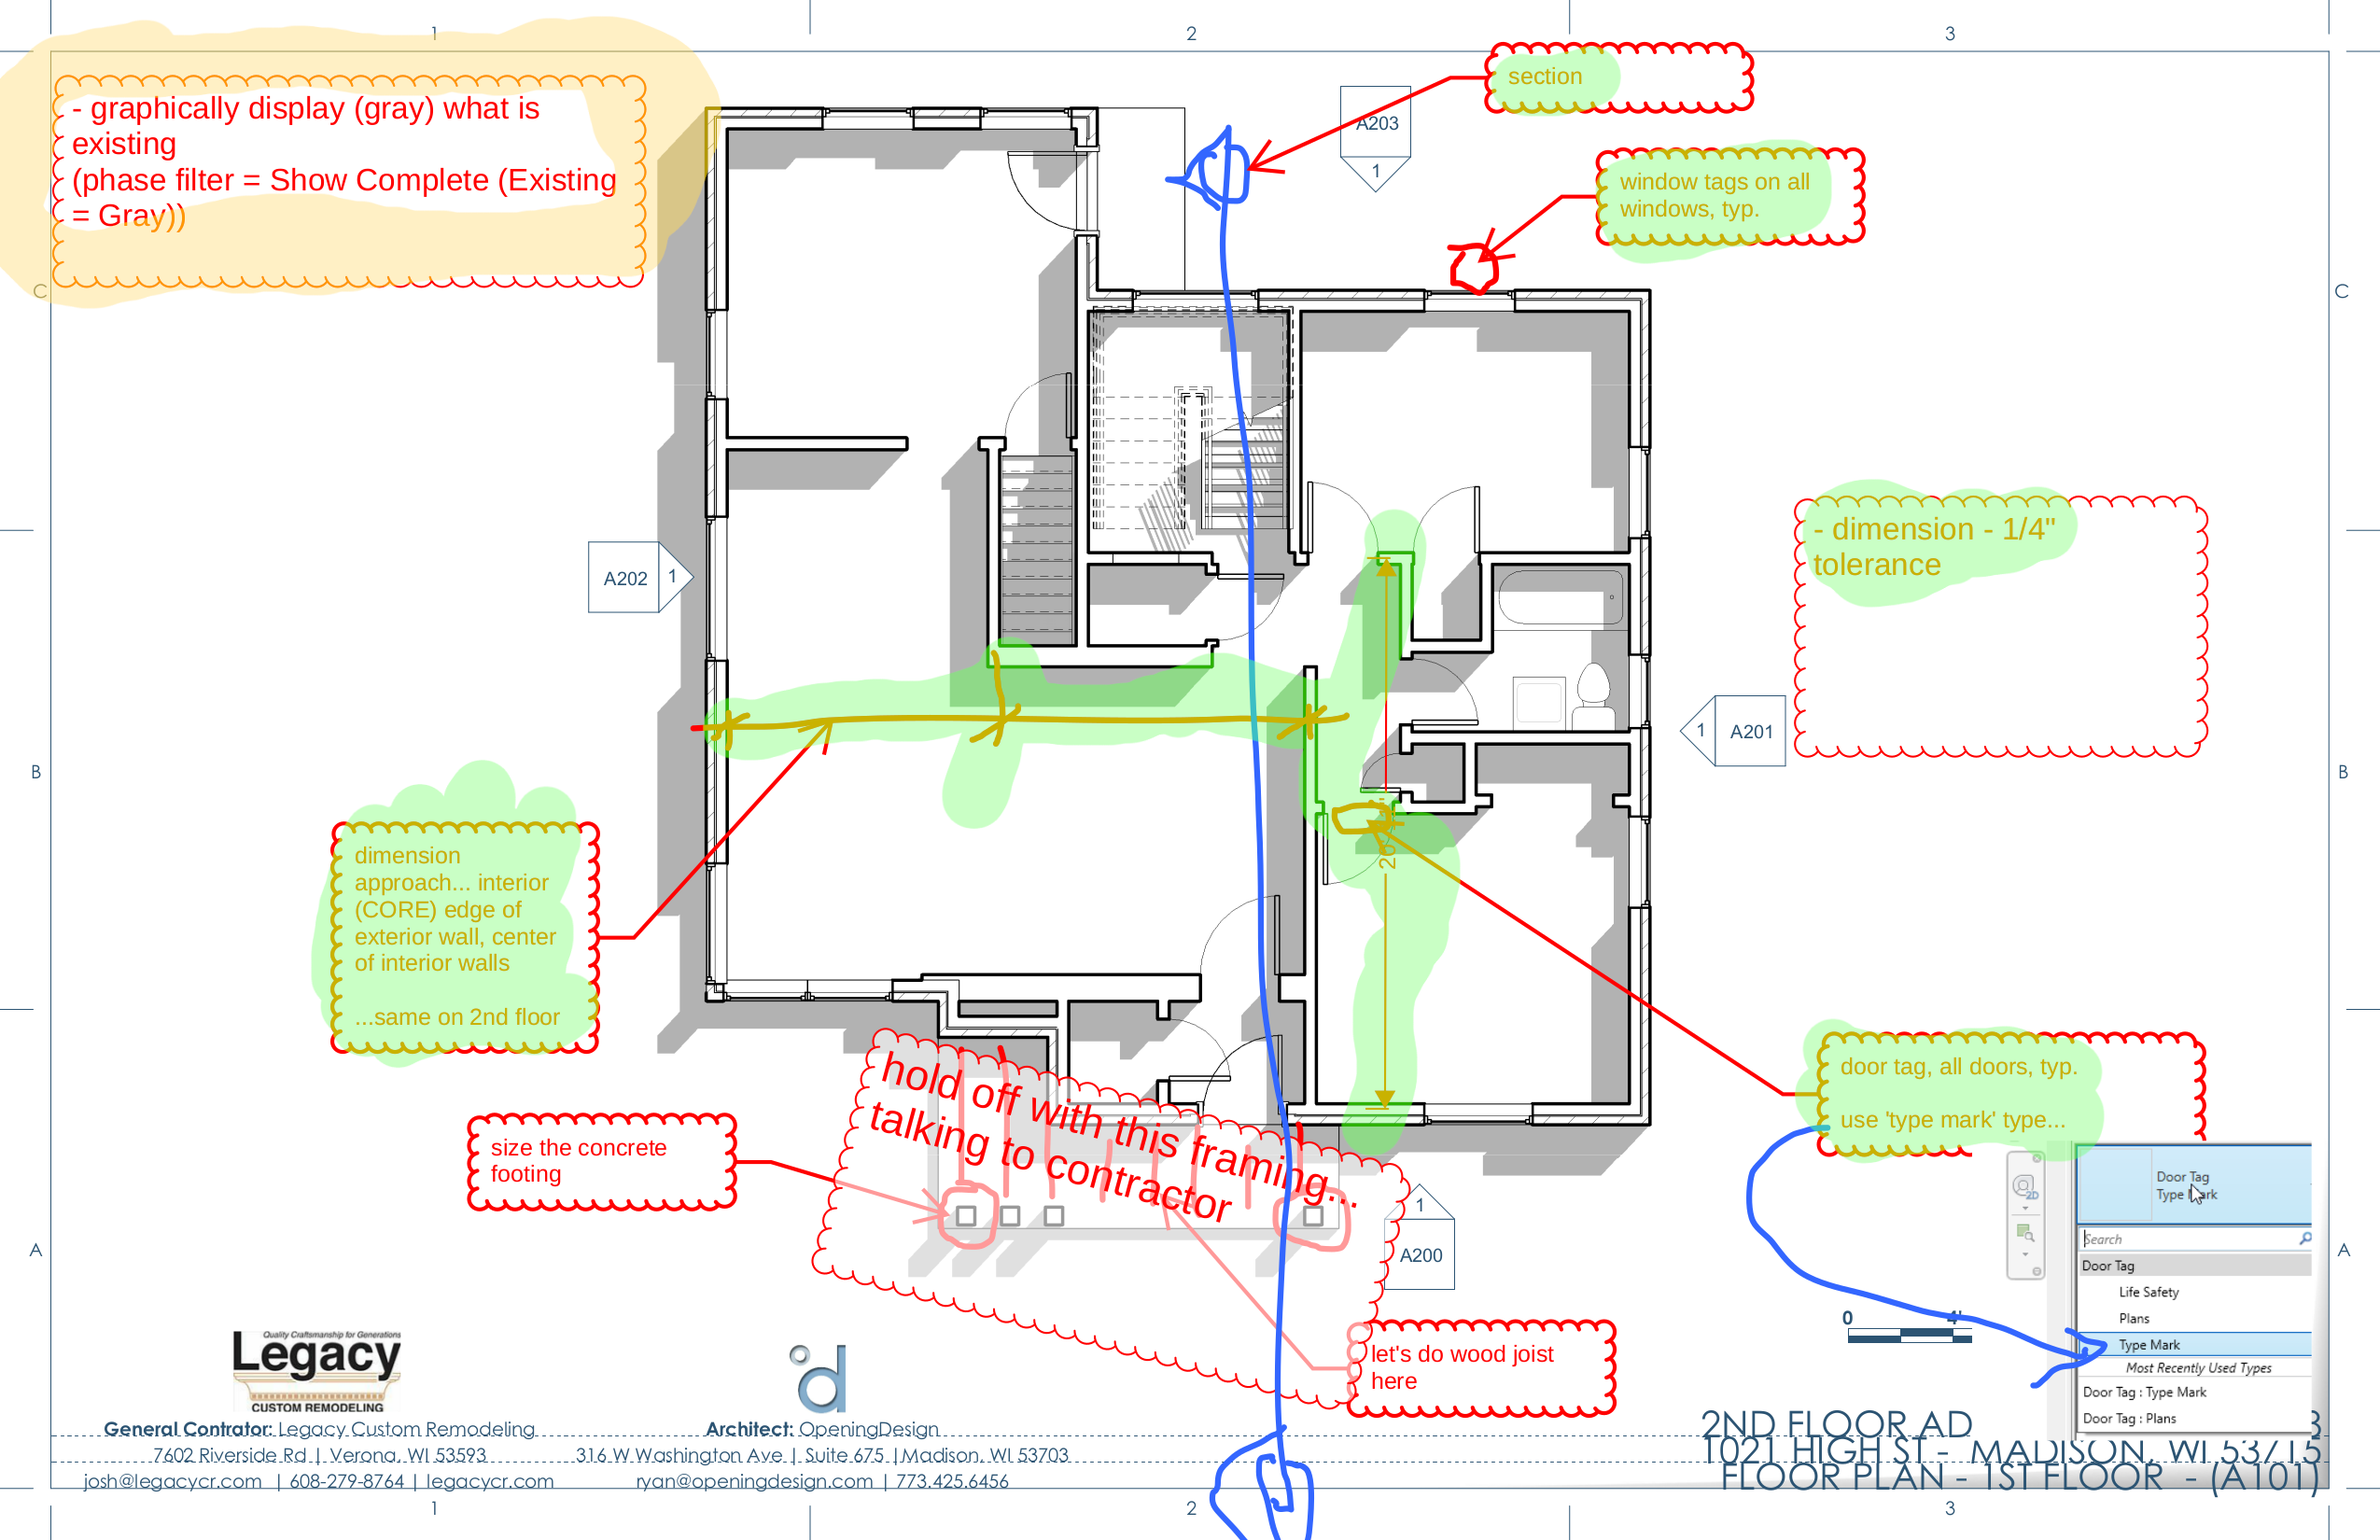 1
2
3
- graphically display (gray) what is
existing
(phase filter = Show Complete (Existing
= Gray))
section
A203
1
window tags on all
windows, typ.
C
C
- dimension - 1/4"
tolerance
A202
1
1
A201
B
B
dimension
approach... interior
(CORE) edge of
exterior wall, center
of interior walls
...same on 2nd floor
door tag, all doors, typ.
use 'type mark' type...
hold off with this framing...
talking to contractor
size the concrete
footing
1
A200
A
A
let's do wood joist
here
Door Tag
Type Mark
Search
Door Tag
Life Safety
Plans
Type Mark
Most Recently Used Types
Door Tag : Type Mark
Door Tag : Plans
2D
0 4'
Quality Craftsmanship for Generations
Legacy
CUSTOM REMODELING
d
General Contrator: Legacy Custom Remodeling
7602 Riverside Rd | Verona, WI 53593
josh@legacycr.com | 608-279-8764 | legacycr.com
Architect: OpeningDesign
316 W Washington Ave | Suite 675 | Madison, WI 53703
ryan@openingdesign.com | 773.425.6456
2ND FLOOR AD
1021 HIGH ST - MADISON, WI 53715
FLOOR PLAN - 1ST FLOOR - (A101)
1
2
3